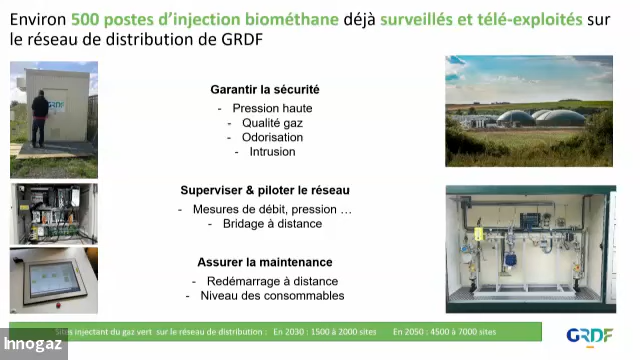 Environ 500 postes d'injection biométhane déjà surveillés et télé-exploités sur
le réseau de distribution de GRDF
GRDF
Garantir la sécurité
- Pression haute
- Qualité gaz
- Odorisation
- Intrusion
Superviser & piloter le réseau
- Mesures de débit, pression …
- Bridage à distance
Assurer la maintenance
- Redémarrage à distance
- Niveau des consommables
Sites injectant du gaz vert sur le réseau de distribution : En 2030 : 1500 à 2000 sites En 2050 : 4500 à 7000 sites
GRDF
Innogaz